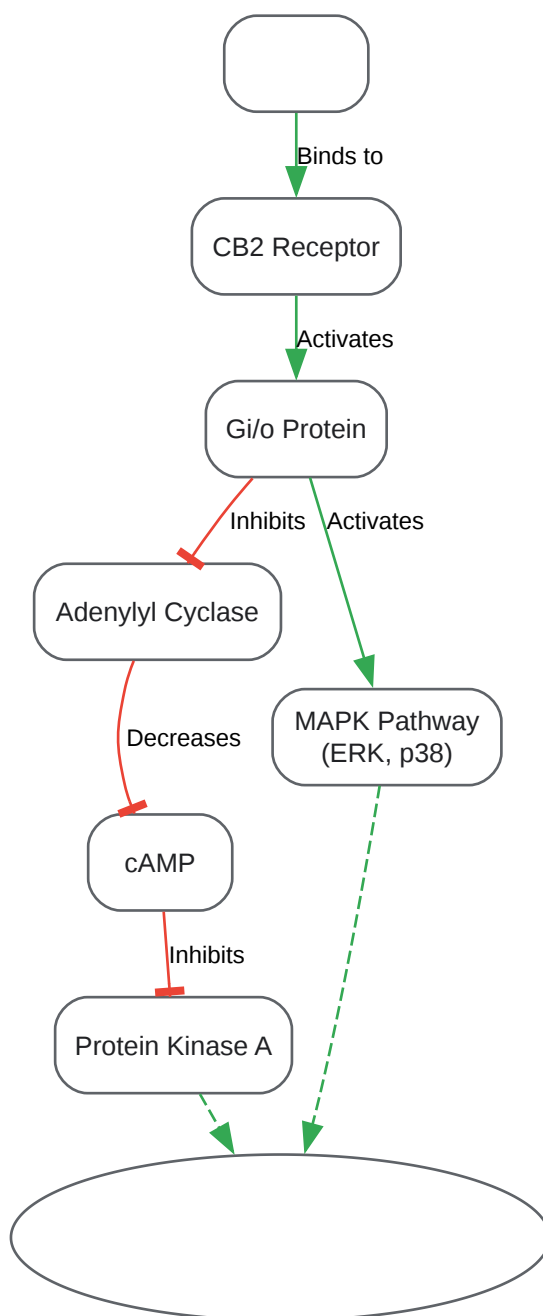 Binds to
CB2 Receptor
Activates
Gi/o Protein
Inhibits
Activates
Adenylyl Cyclase
MAPK Pathway
(ERK, p38)
Decreases
cAMP
Inhibits
Protein Kinase A